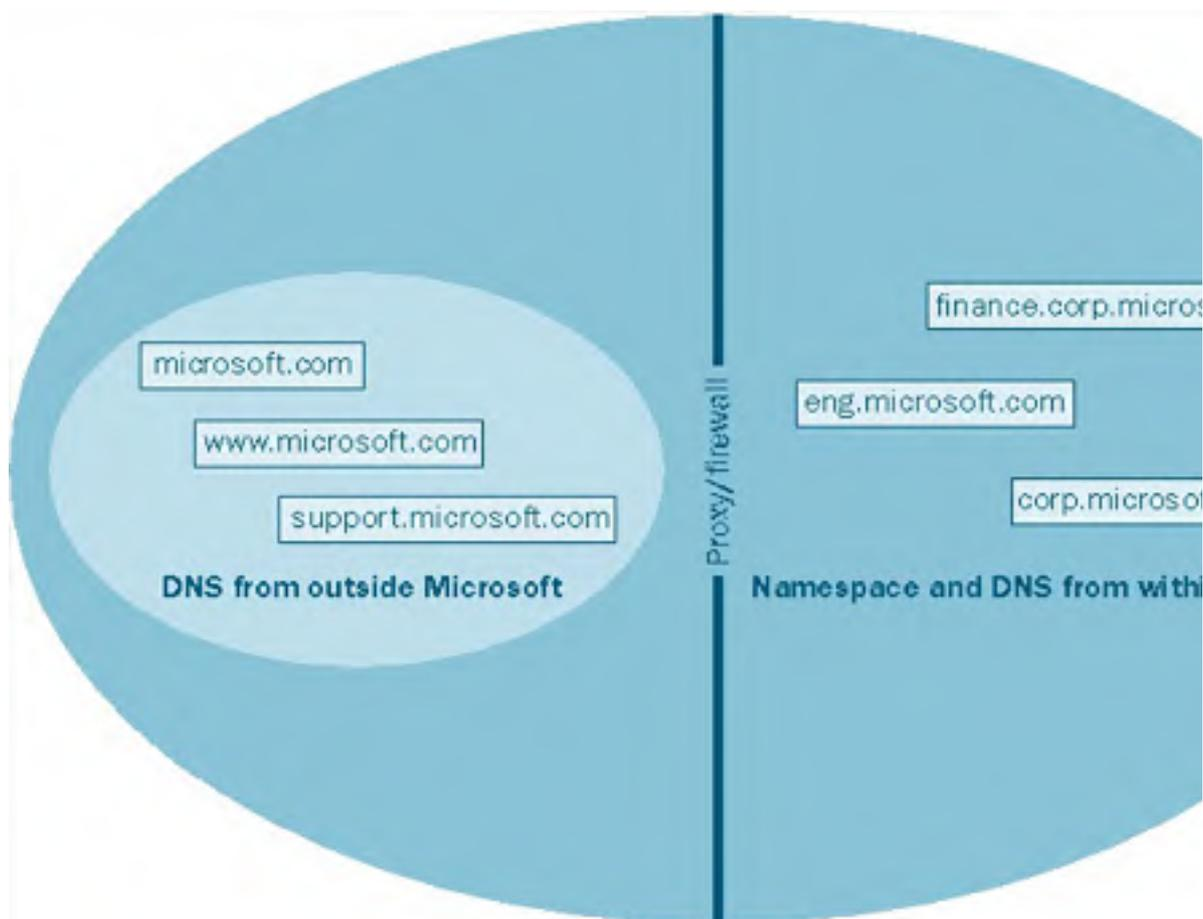 microsoft.com
www.microsoft.com
support.microsoft.com
DNS from outside Microsoft
Proxy/firewall
finance.corp.micros
eng.microsoft.com
corp.microsof
Namespace and DNS from withi